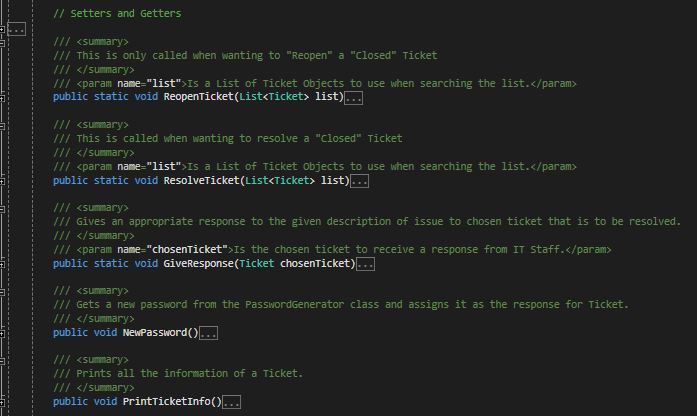 // Setters and Getters
...
/// <summary>
/// This is only called when wanting to "Reopen" a "Closed" Ticket
/// </summary>
/// <param name="list">Is a List of Ticket Objects to use when searching the list.</param>
public static void ReopenTicket(List<Ticket> list)...
/// <summary>
/// This is called when wanting to resolve a "Closed" Ticket
/// </summary>
/// <param name="list">Is a List of Ticket Objects to use when searching the list.</param>
public static void ResolveTicket(List<Ticket> list)...
/// <summary>
/// Gives an appropriate response to the given description of issue to chosen ticket that is to be resolved.
/// </summary>
/// <param name="chosenTicket">Is the chosen ticket to receive a response from IT Staff.</param>
public static void GiveResponse(Ticket chosenTicket)...
/// <summary>
/// Gets a new password from the PasswordGenerator class and assigns it as the response for Ticket.
/// </summary>
public void NewPassword()...
/// <summary>
/// Prints all the information of a Ticket.
/// </summary>
public void PrintTicketInfo()...